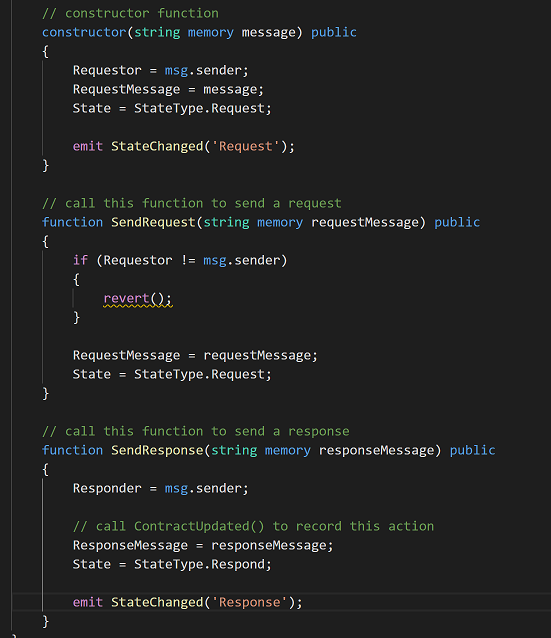 // constructor function
constructor(string memory message) public
{
Requestor = msg.sender;
RequestMessage = message;
State = StateType.Request;
emit StateChanged('Request');
}
// call this function to send a request
function SendRequest(string memory requestMessage) public
{
if (Requestor != msg.sender)
{
revert();
}
RequestMessage = requestMessage;
State = StateType.Request;
}
// call this function to send a response
function SendResponse(string memory responseMessage) public
{
Responder = msg.sender;
// call ContractUpdated() to record this action
ResponseMessage = responseMessage;
State = StateType.Respond;
emit StateChanged('Response');
}